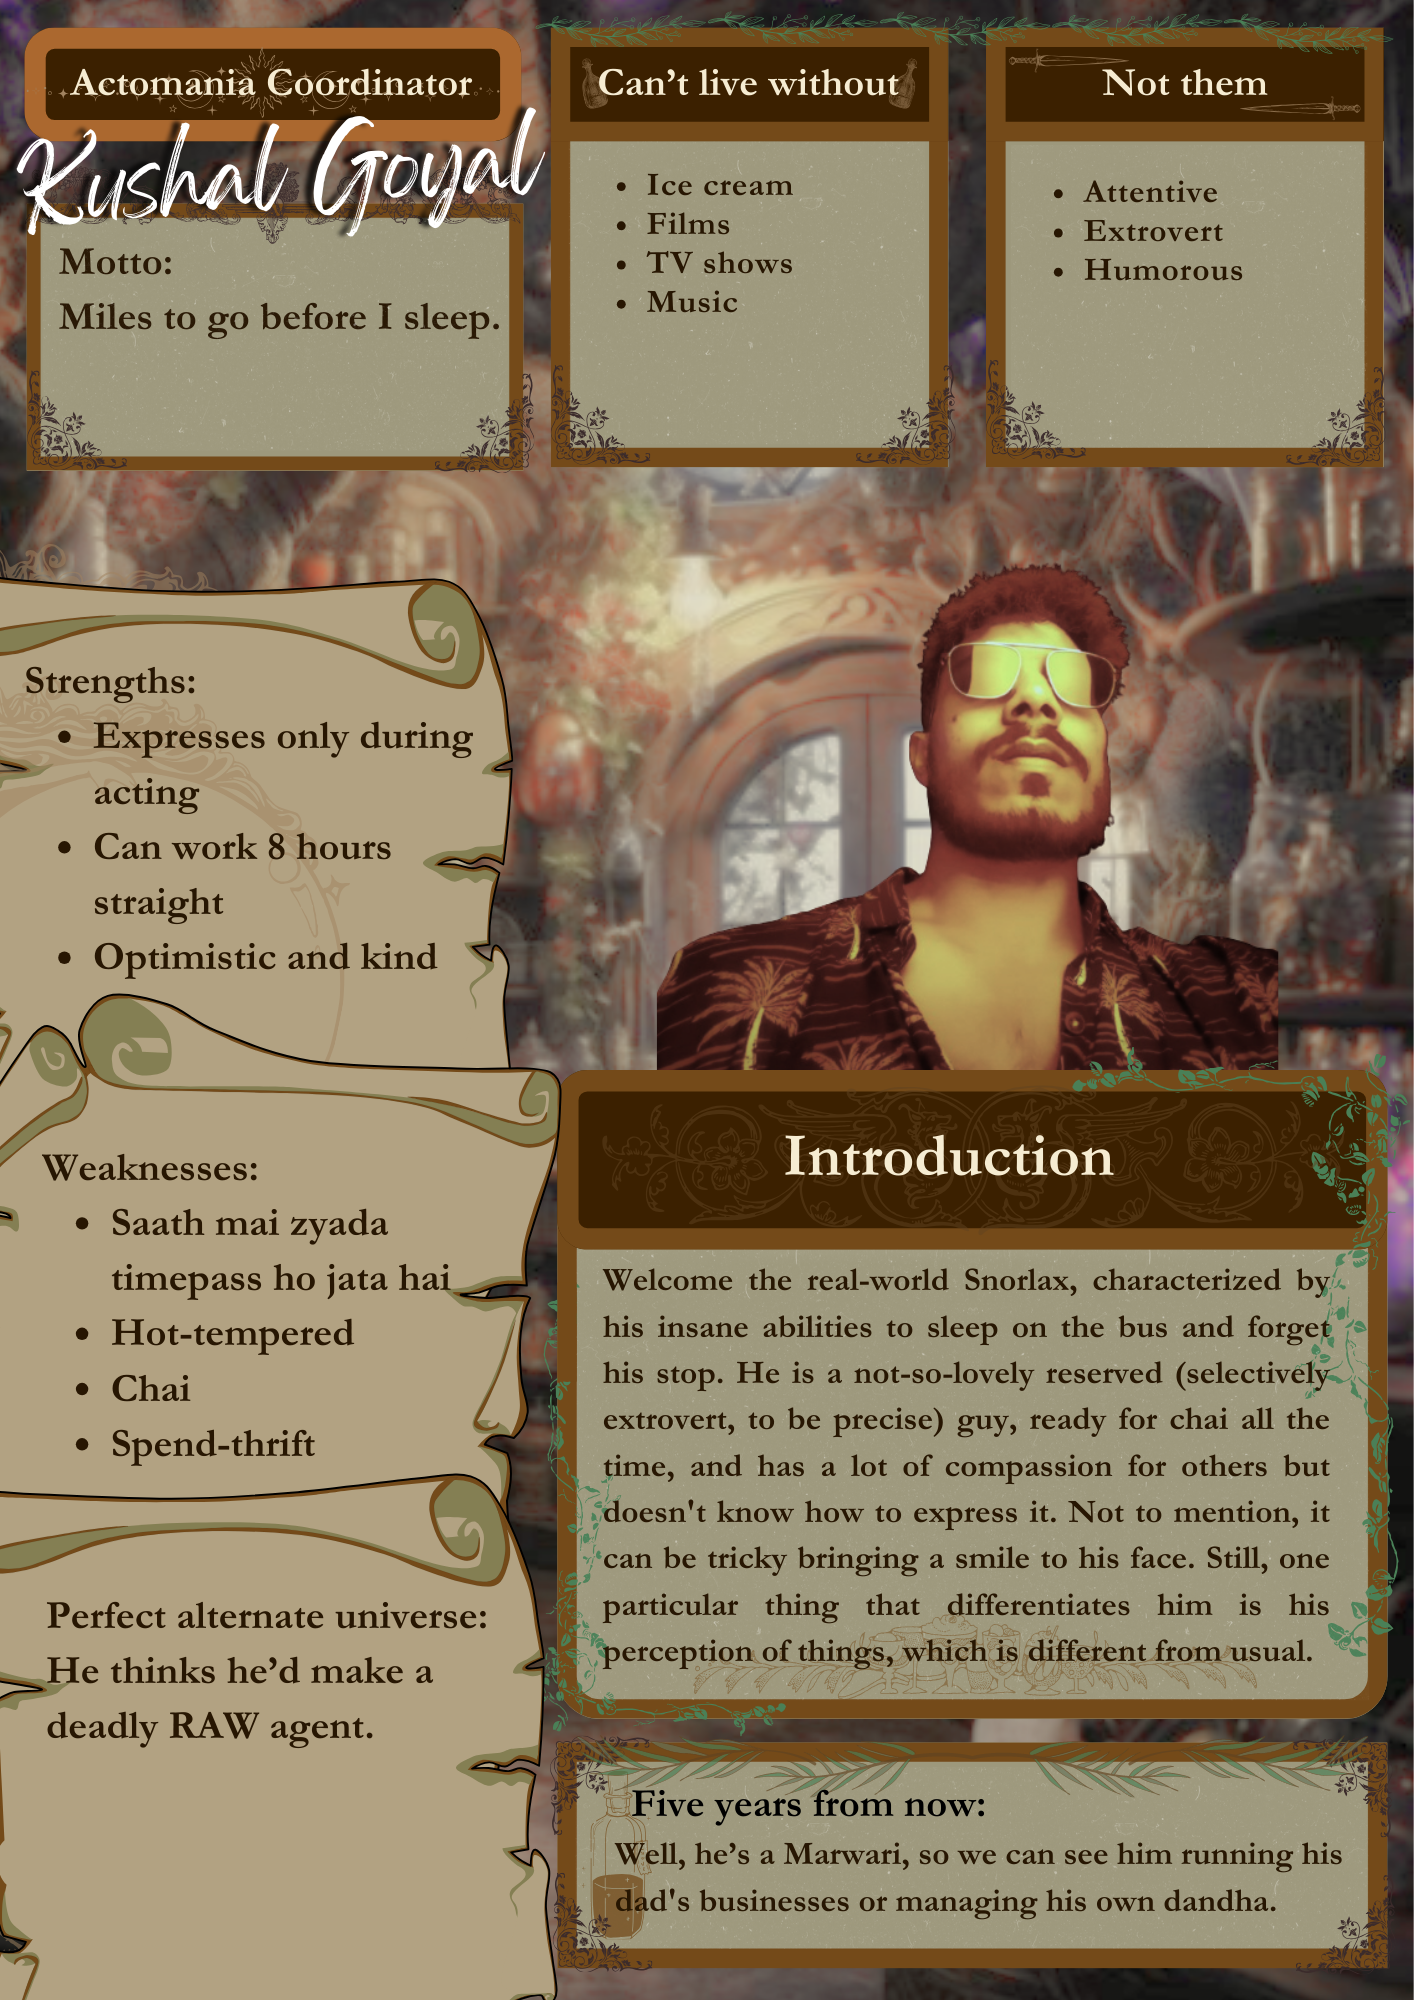 Actomania Coordinator
Kushal Goyal
Motto:
Miles to go before I sleep.
Can't live without
• Ice cream
• Films
• TV shows
• Music
Not them
• Attentive
• Extrovert
• Humorous
Strengths:
• Expresses only during
acting
• Can work 8 hours
straight
• Optimistic and kind
Weaknesses:
• Saath mai zyada
timepass ho jata hai
• Hot-tempered
• Chai
• Spend-thrift
Perfect alternate universe:
He thinks he'd make a
deadly RAW agent.
Introduction
Welcome the real-world Snorlax, characterized by
his insane abilities to sleep on the bus and forget
his stop. He is a not-so-lovely reserved (selectively
extrovert, to be precise) guy, ready for chai all the
time, and has a lot of compassion for others but
doesn't know how to express it. Not to mention, it
can be tricky bringing a smile to his face. Still, one
particular thing that differentiates him is his
perception of things, which is different from usual.
Five years from now:
Well, he's a Marwari, so we can see him running his
dad's businesses or managing his own dandha.